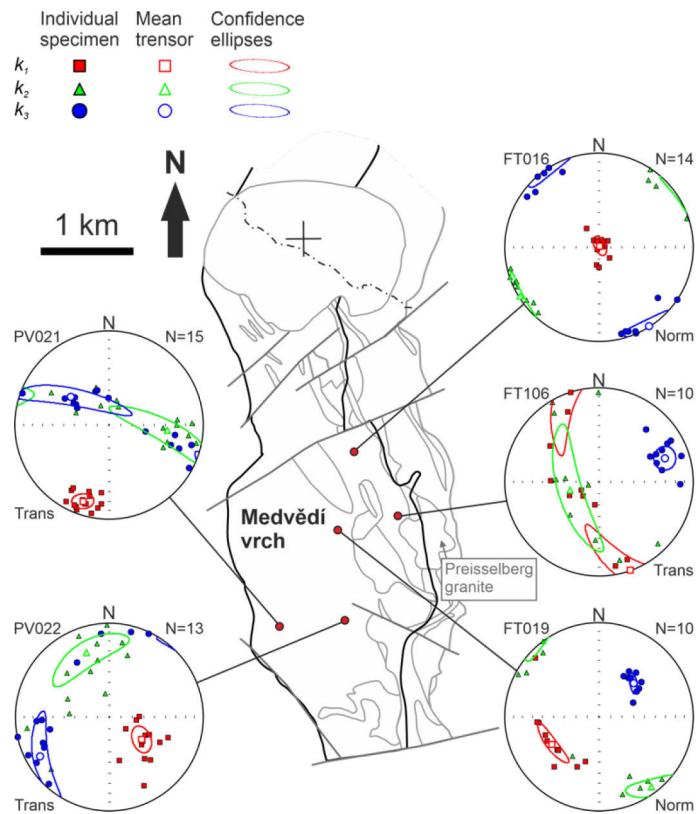 Individual specimen
Mean trensor
Confidence ellipses
k1
k2
k3
N
1 km
FT016
N
N=14
Norm
PV021
N
N=15
Trans
FT106
N
N=10
Trans
Medvědí
vrch
Preisselberg
granite
PV022
N
N=13
Trans
FT019
N
N=10
Norm